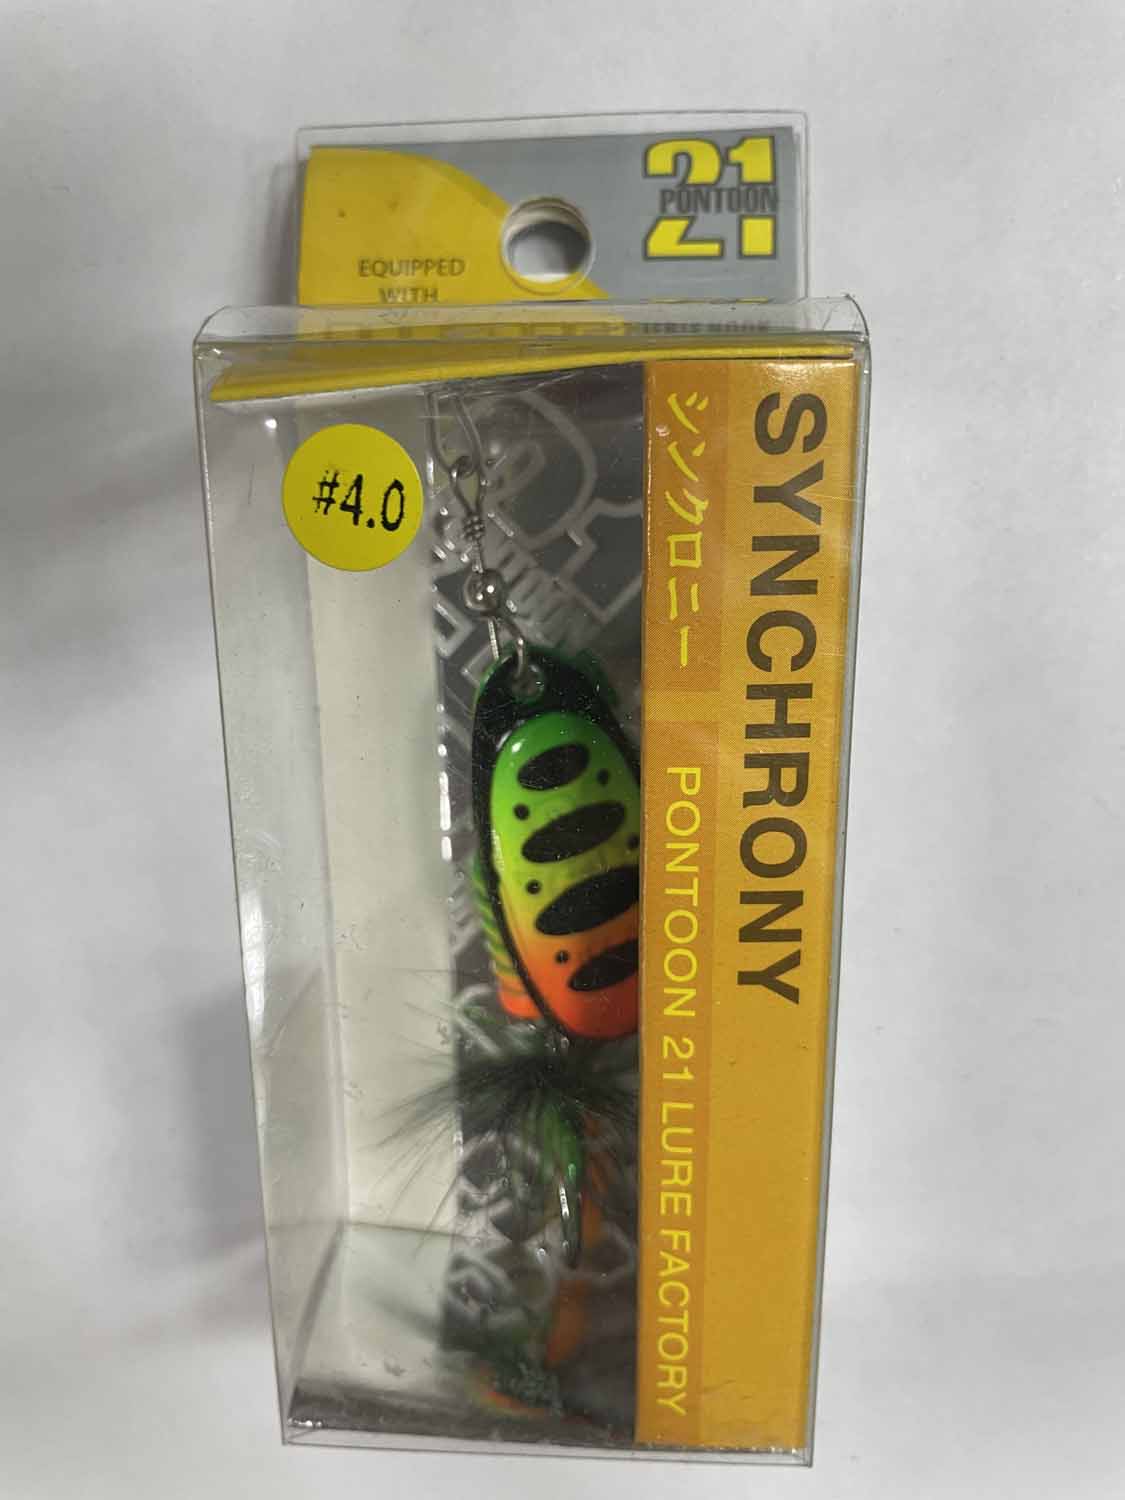 21
PONTOON
EQUIPPED
WITH
#4.0
SYNCHRONY
シンクロニー
PONTOON 21 LURE FACTORY